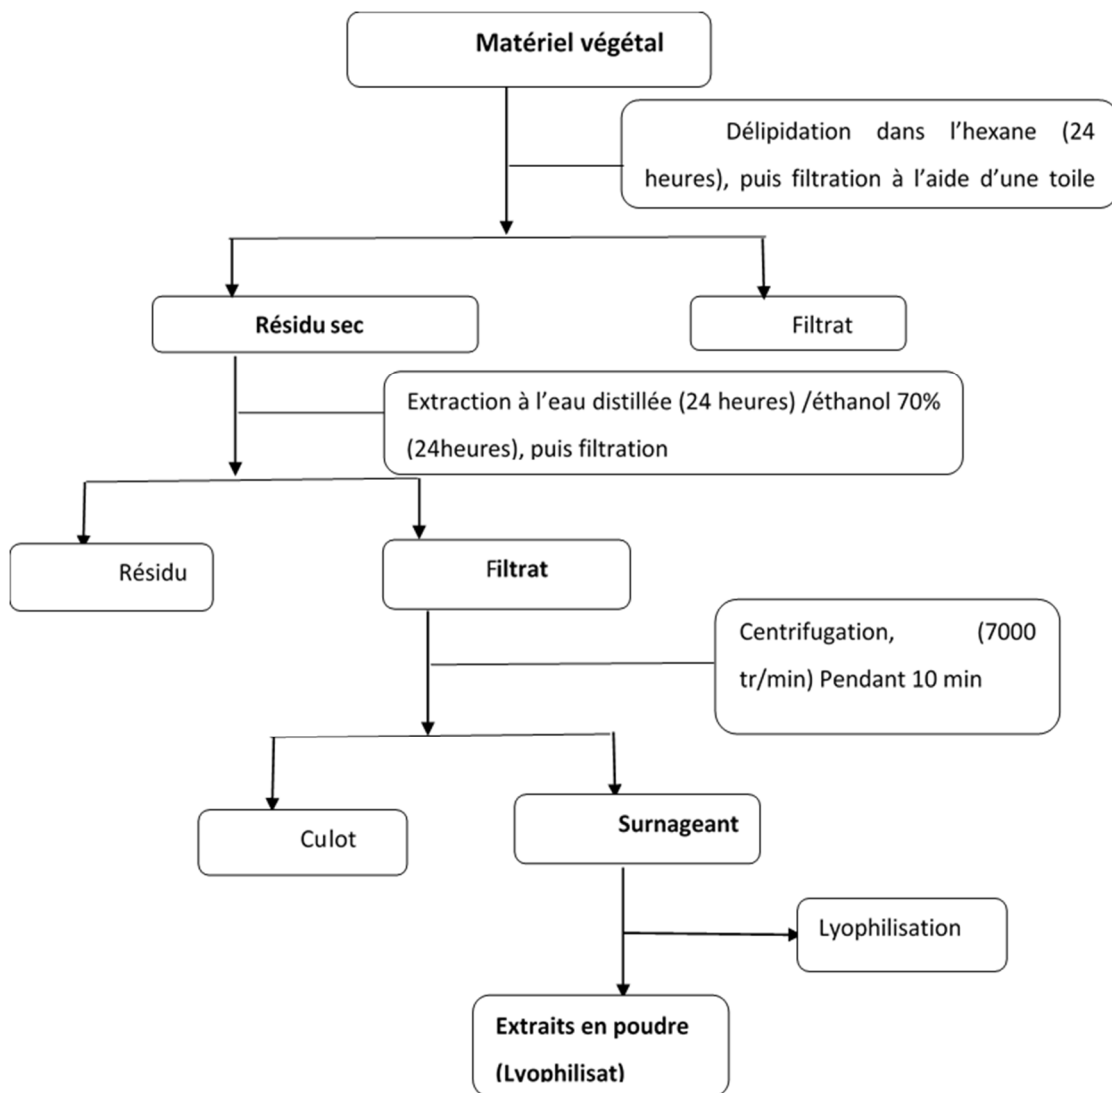 Matériel végétal
Délipidation dans l'hexane (24
heures), puis filtration à l'aide d'une toile
Résidu sec
Filtrat
Extraction à l'eau distillée (24 heures) /éthanol 70%
(24heures), puis filtration
Résidu
Filtrat
Centrifugation, (7000
tr/min) Pendant 10 min
Culot
Surnageant
Lyophilisation
Extraits en poudre
(Lyophilisat)